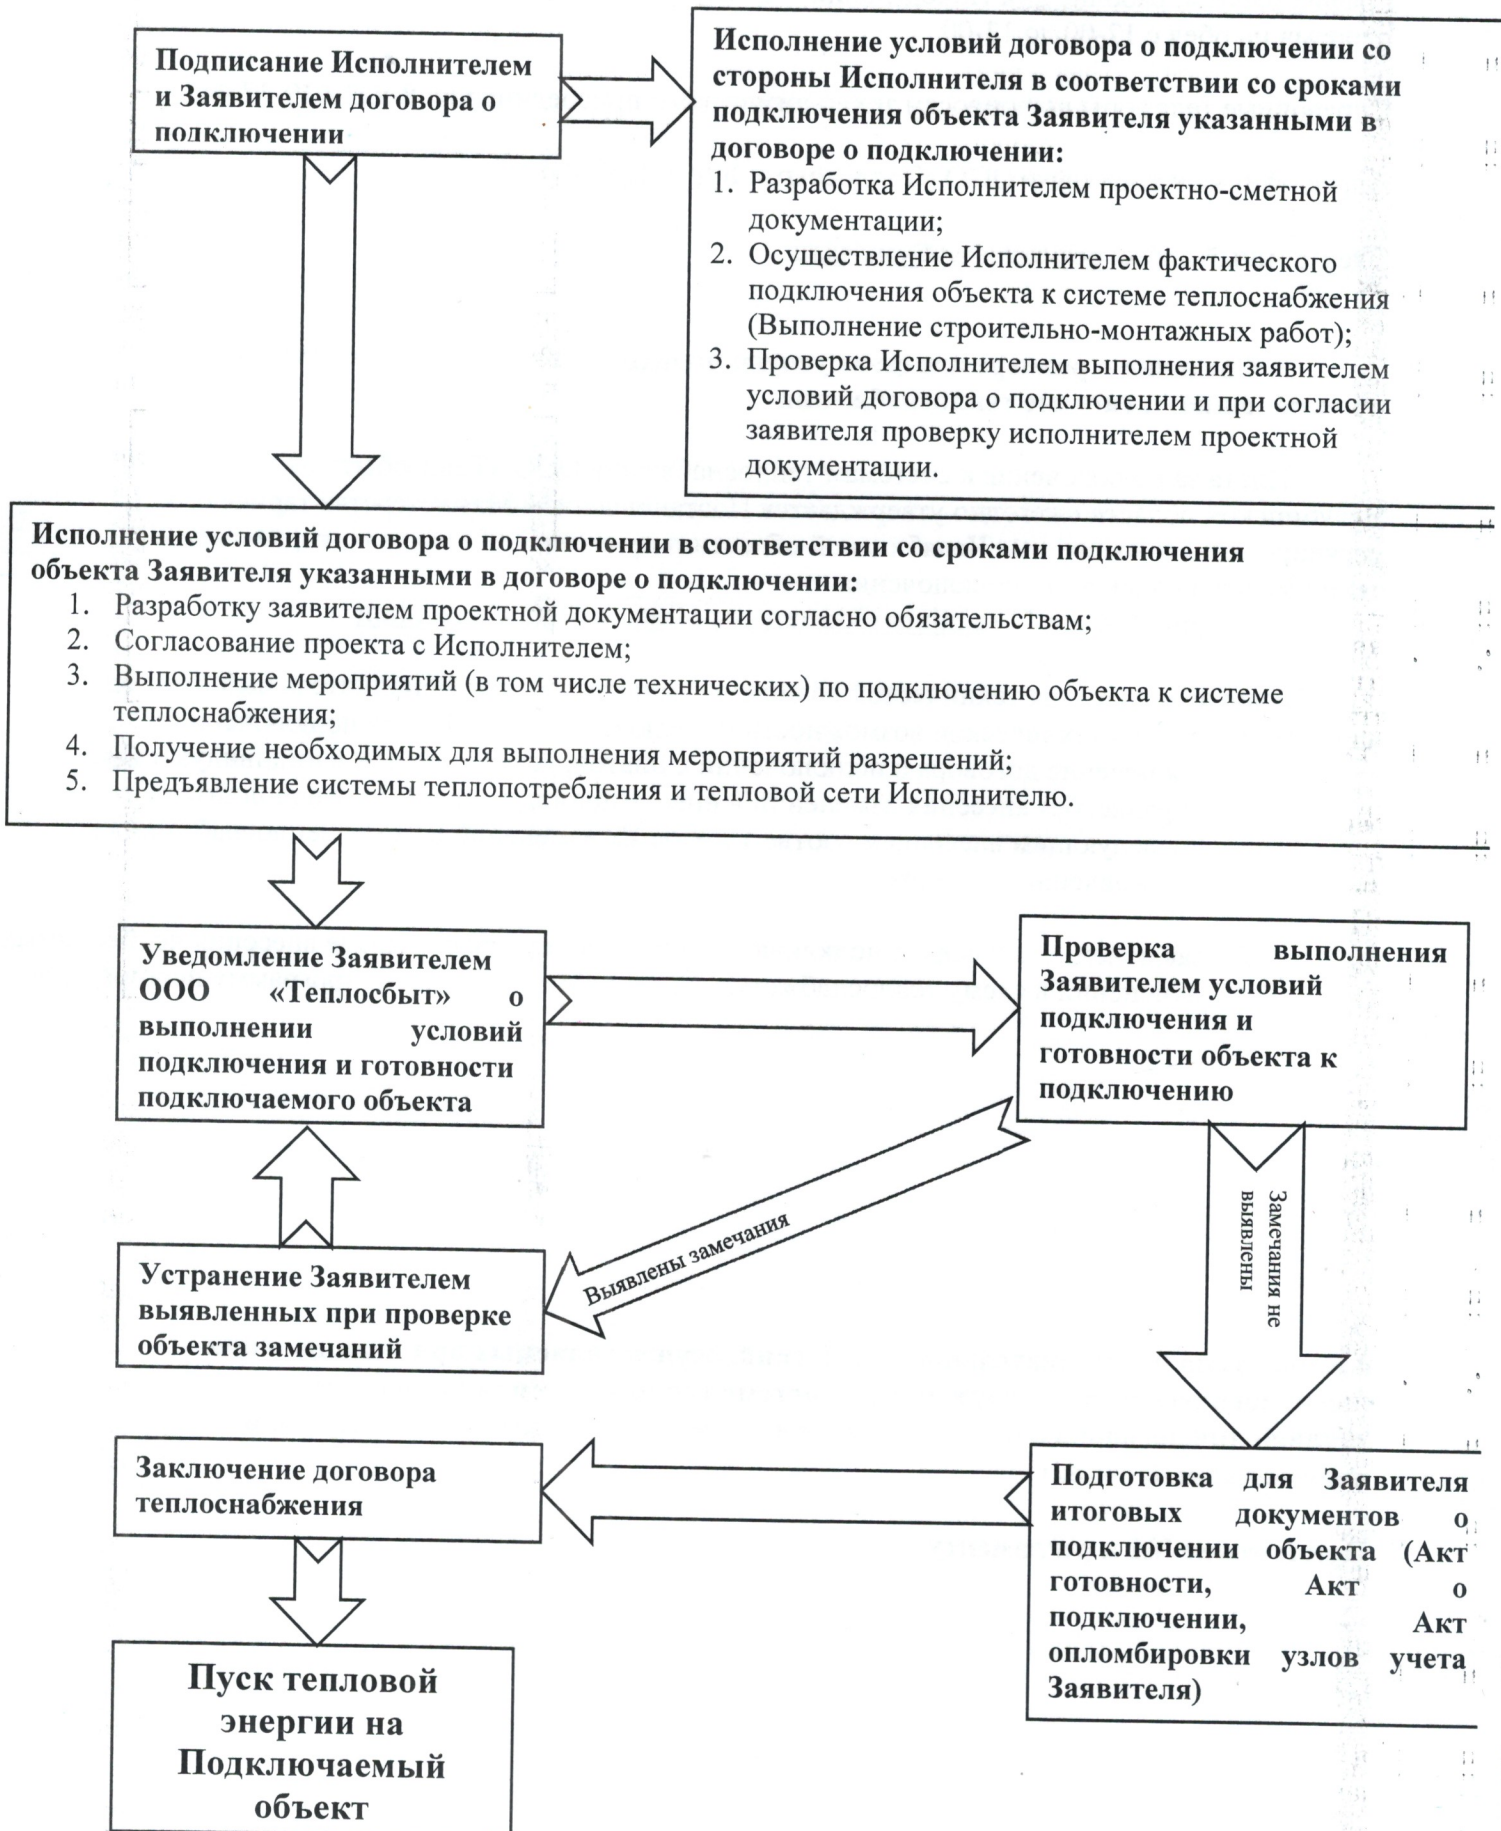 Подписание Исполнителем
и Заявителем договора о
подключении
Исполнение условий договора о подключении со
стороны Исполнителя в соответствии со сроками
подключения объекта Заявителя указанными в
договоре о подключении:
1. Разработка Исполнителем проектно-сметной
документации;
2. Осуществление Исполнителем фактического
подключения объекта к системе теплоснабжения
(Выполнение строительно-монтажных работ);
3. Проверка Исполнителем выполнения заявителем
условий договора о подключении и при согласии
заявителя проверку исполнителем проектной
документации.
Исполнение условий договора о подключении в соответствии со сроками подключения
объекта Заявителя указанными в договоре о подключении:
1. Разработку заявителем проектной документации согласно обязательствам;
2. Согласование проекта с Исполнителем;
3. Выполнение мероприятий (в том числе технических) по подключению объекта к системе
теплоснабжения;
4. Получение необходимых для выполнения мероприятий разрешений;
5. Предъявление системы теплопотребления и тепловой сети Исполнителю.
Уведомление Заявителем
ООО «Теплосбыт» о
выполнении условий
подключения и готовности
подключаемого объекта
Проверка выполнения
Заявителем условий
подключения и
готовности объекта к
подключению
Выявлены замечания
Замечания не
выявлены
Устранение Заявителем
выявленных при проверке
объекта замечаний
Заключение договора
теплоснабжения
Подготовка для Заявителя
итоговых документов о
подключении объекта (Акт
готовности, Акт о
подключении, Акт
опломбировки узлов учета
Заявителя)
Пуск тепловой
энергии на
Подключаемый
объект